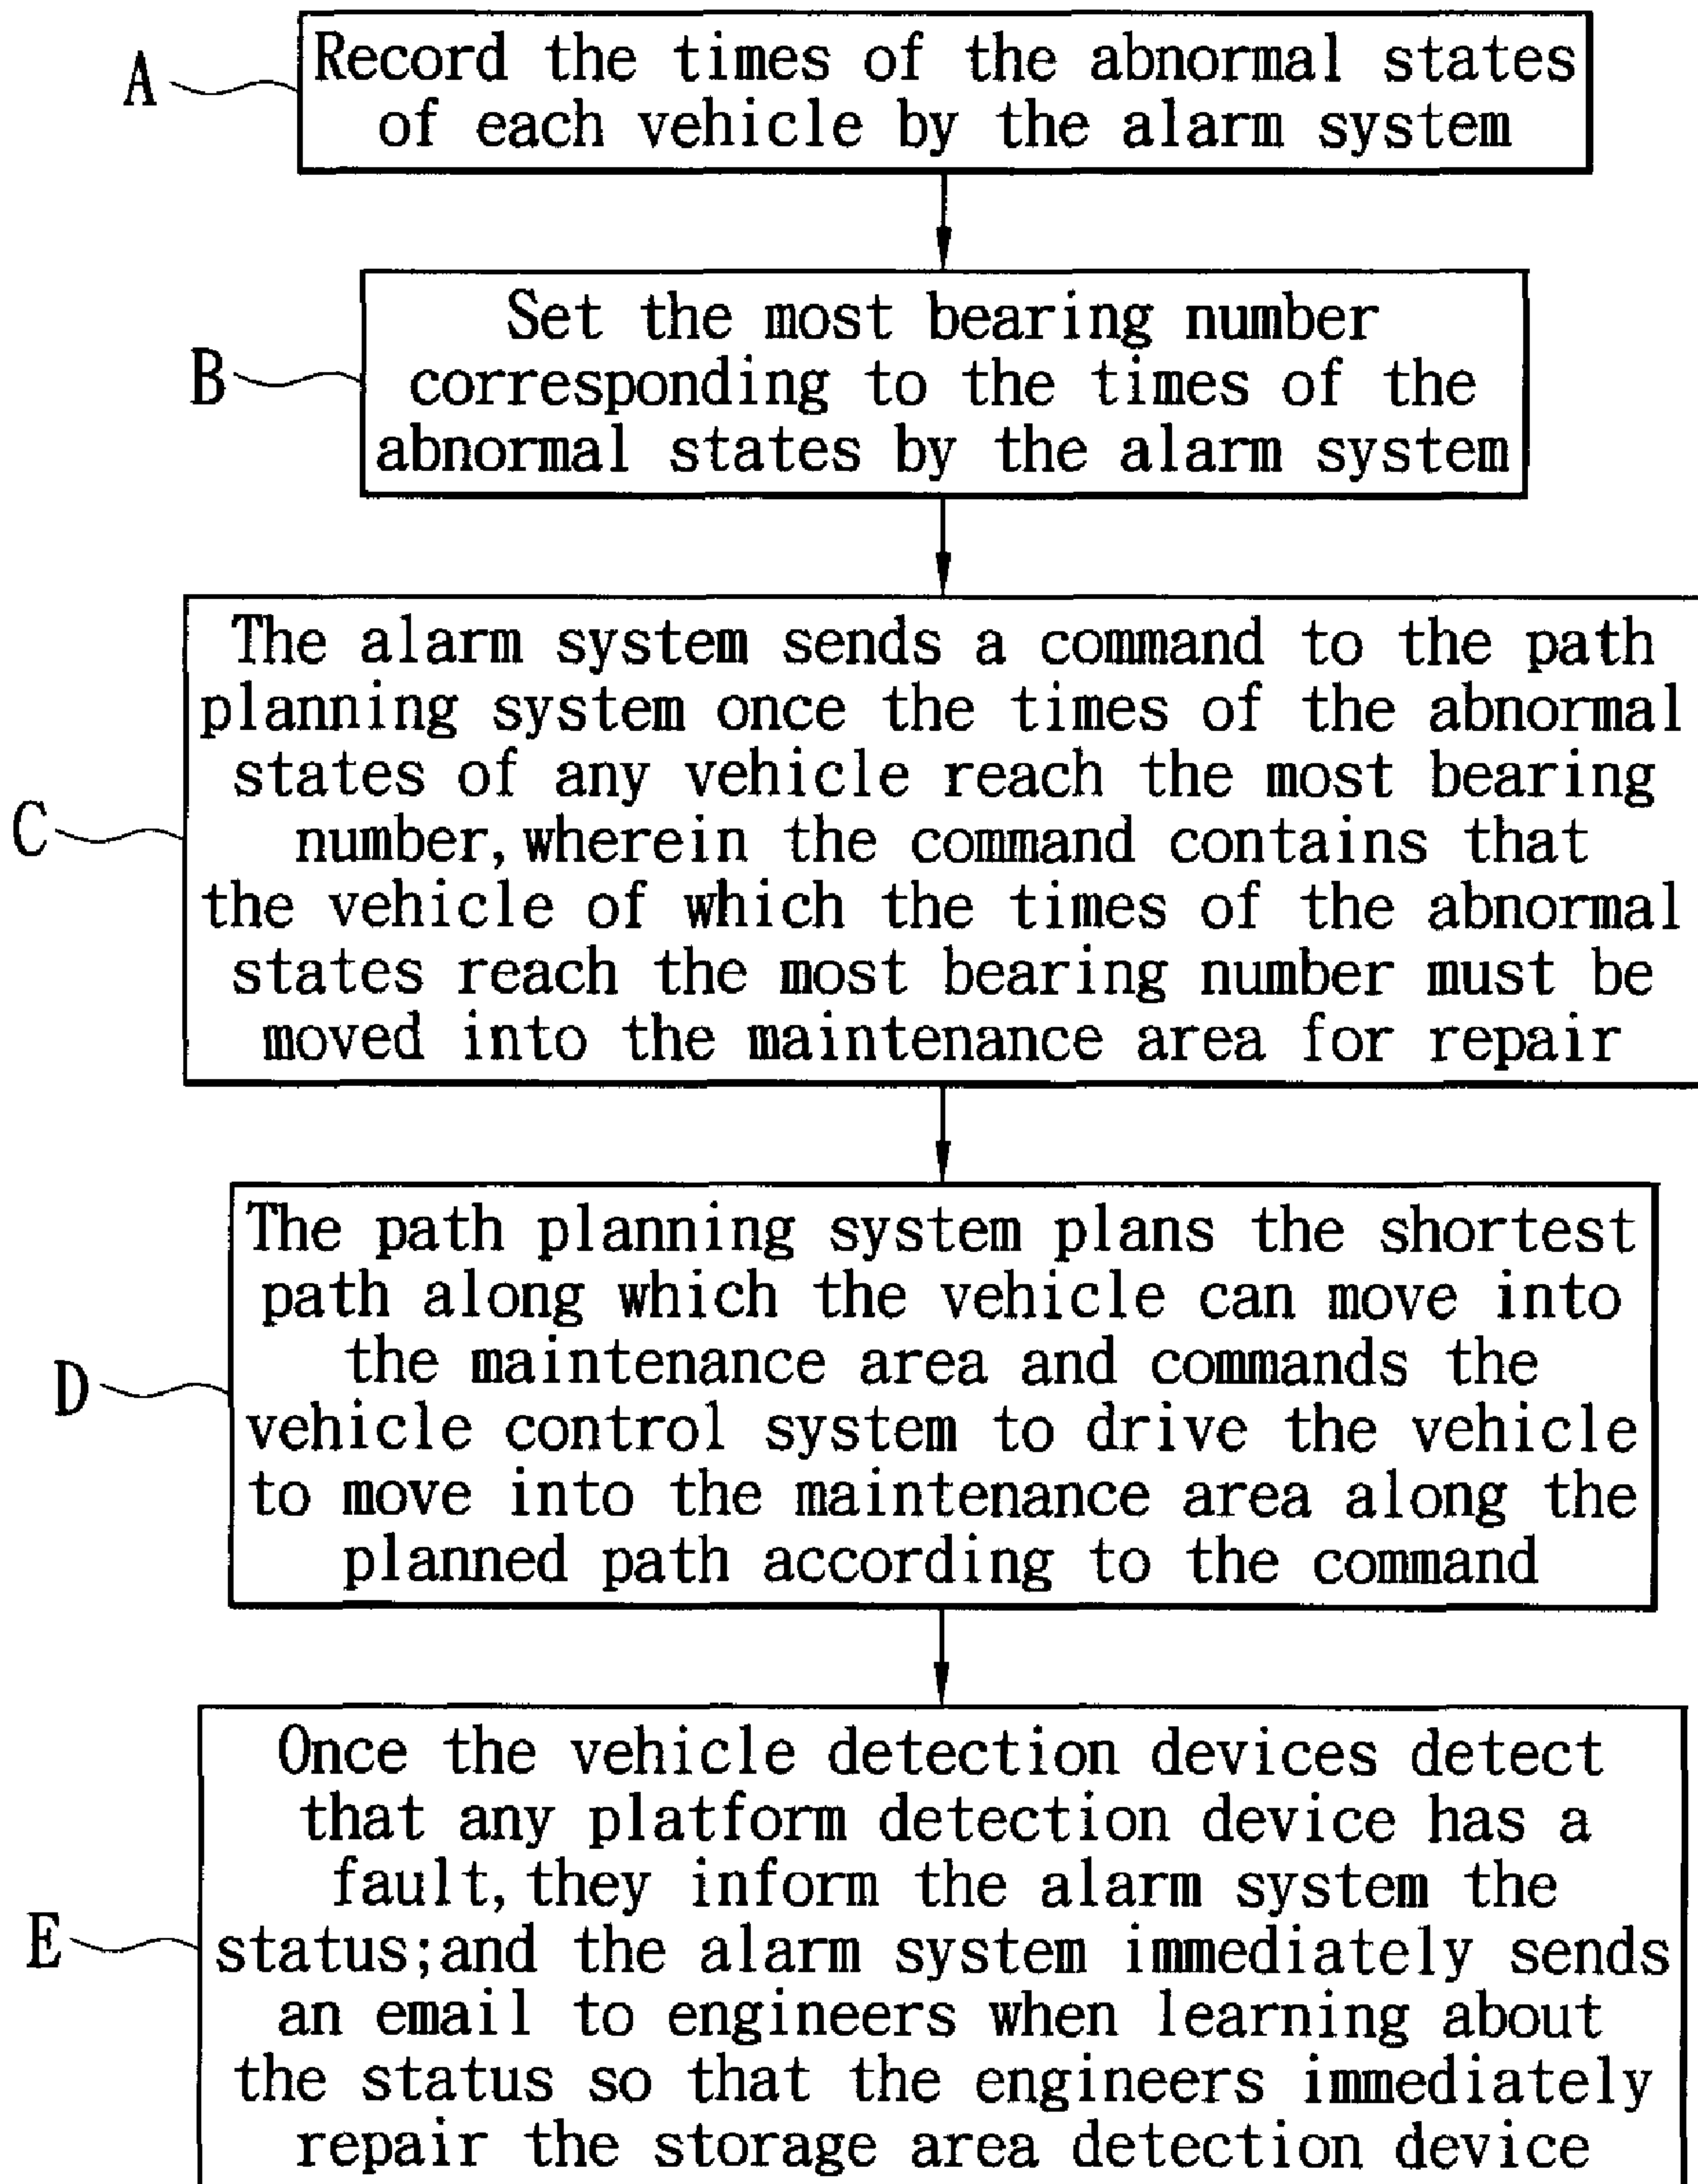 A
Record the times of the abnormal states
of each vehicle by the alarm system
B
Set the most bearing number
corresponding to the times of the
abnormal states by the alarm system
C
The alarm system sends a command to the path
planning system once the times of the abnormal
states of any vehicle reach the most bearing
number, wherein the command contains that
the vehicle of which the times of the abnormal
states reach the most bearing number must be
moved into the maintenance area for repair
D
The path planning system plans the shortest
path along which the vehicle can move into
the maintenance area and commands the
vehicle control system to drive the vehicle
to move into the maintenance area along the
planned path according to the command
E
Once the vehicle detection devices detect
that any platform detection device has a
fault, they inform the alarm system the
status;and the alarm system immediately sends
an email to engineers when learning about
the status so that the engineers immediately
repair the storage area detection device